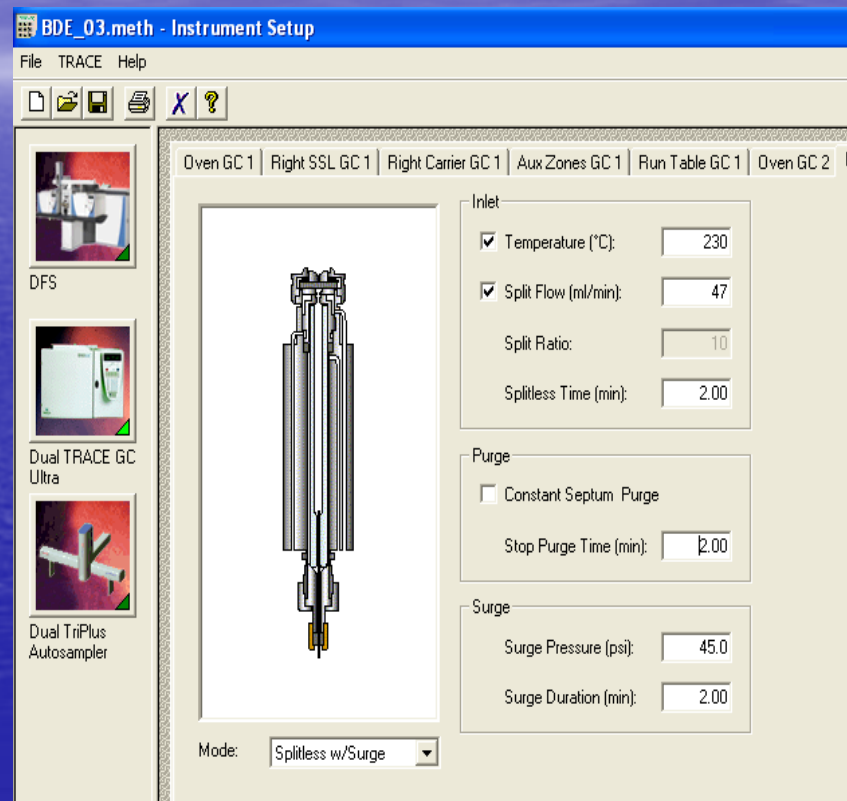 BDE_03.meth - Instrument Setup
File TRACE Help
Oven GC 1 Right SSL GC 1 Right Carrier GC 1 Aux Zones GC 1 Run Table GC 1 Oven GC 2
DFS
Dual TRACE GC
Ultra
Dual TriPlus
Autosampler
Mode: Splitless w/Surge
Inlet
Temperature (°C): 230
Split Flow (ml/min): 47
Split Ratio: 10
Splitless Time (min): 2.00
Purge
Constant Septum Purge
Stop Purge Time (min): 2.00
Surge
Surge Pressure (psi): 45.0
Surge Duration (min): 2.00